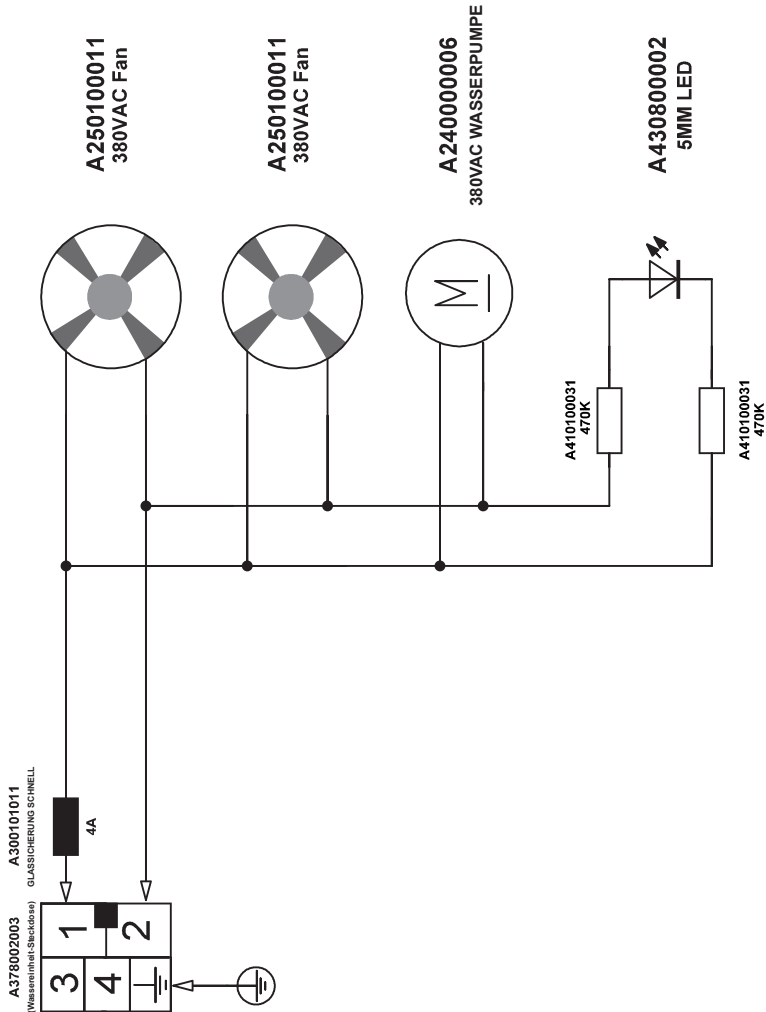 A250100011
380VAC Fan
A250100011
380VAC Fan
A240000006
380VAC WASSERPUMPE
A430800002
5MM LED
M
A410100031
470K
A410100031
470K
A300101011
GLASSICHERUNG SCHNELL
4A
A378002003
(Wassereinheit-Steckdose)
1
2
3
4